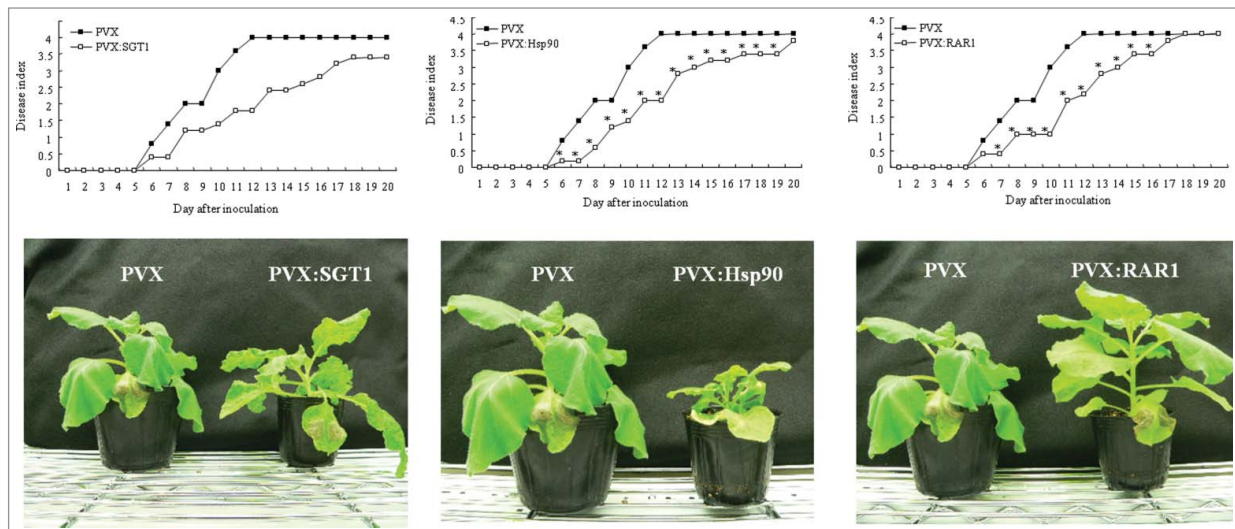 4.5
4
3.5
3
2.5
2
1.5
1
0.5
0
Disease index
PVX
PVX:SGT1
1 2 3 4 5 6 7 8 9 10 11 12 13 14 15 16 17 18 19 20
Day after inoculation
4.5
4
3.5
3
2.5
2
1.5
1
0.5
0
Disease index
PVX
PVX:Hsp90
* * * * * * * * * * * * * *
1 2 3 4 5 6 7 8 9 10 11 12 13 14 15 16 17 18 19 20
Day after inoculation
4.5
4
3.5
3
2.5
2
1.5
1
0.5
0
Disease index
PVX
PVX:RAR1
* * * * * * * * * *
1 2 3 4 5 6 7 8 9 10 11 12 13 14 15 16 17 18 19 20
Day after inoculation
PVX PVX:SGT1
PVX PVX:Hsp90
PVX PVX:RAR1